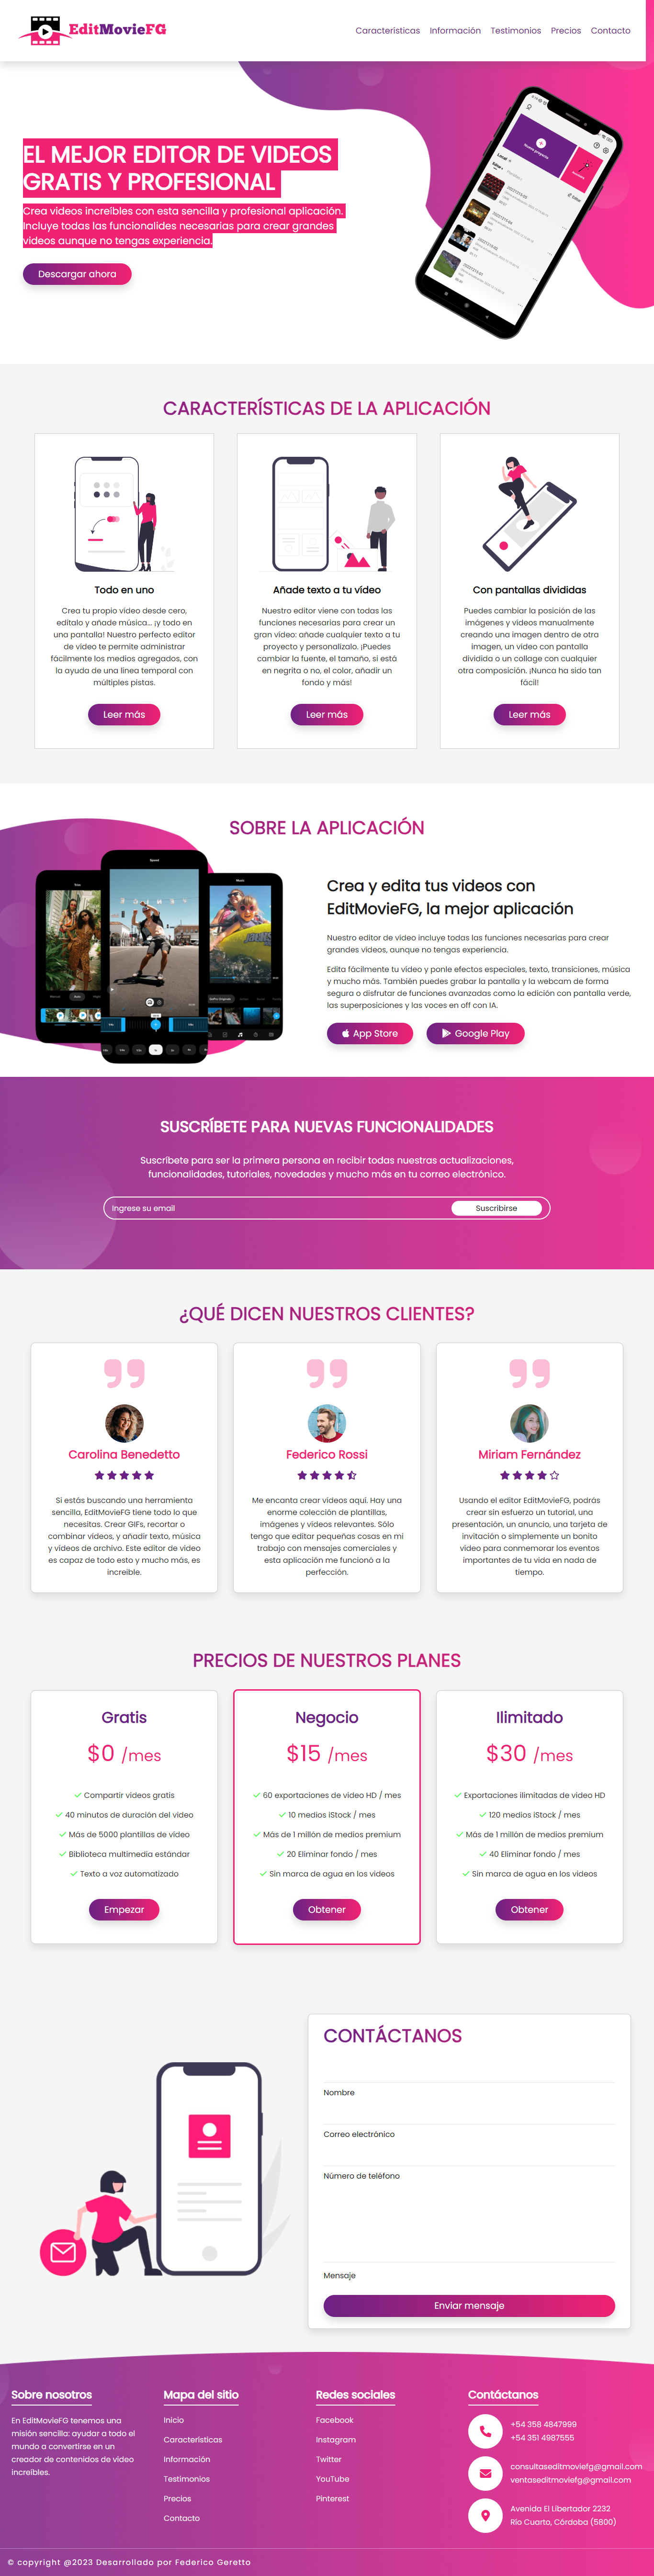 EditMovieFG
Características Información Testimonios Precios Contacto
EL MEJOR EDITOR DE VIDEOS
GRATIS Y PROFESIONAL
Crea videos increíbles con esta sencilla y profesional aplicación.
Incluye todas las funcionalides necesarias para crear grandes
videos aunque no tengas experiencia.
Descargar ahora
Nuevo proyecto
CARACTERÍSTICAS DE LA APLICACIÓN
Todo en uno
Crea tu propio video desde cero,
edítalo y añade música... ¡y todo en
una pantalla! Nuestro perfecto editor
de vídeo te permite administrar
fácilmente los medios agregados, con
la ayuda de una línea temporal con
múltiples pistas.
Leer más
Añade texto a tu vídeo
Nuestro editor viene con todas las
funciones necesarias para crear un
gran vídeo: añade cualquier texto a tu
proyecto y personalízalo. ¡Puedes
cambiar la fuente, el tamaño, si está
en negrita o no, el color, añadir un
fondo y más!
Leer más
Con pantallas divididas
Puedes cambiar la posición de las
imágenes y videos manualmente
creando una imagen dentro de otra
imagen, un video con pantalla
dividida o un collage con cualquier
otra composición. ¡Nunca ha sido tan
fácil!
Leer más
SOBRE LA APLICACIÓN
Speed
Music
Crea y edita tus videos con
EditMovieFG, la mejor aplicación
Nuestro editor de video incluye todas las funciones necesarias para crear
grandes videos, aunque no tengas experiencia.
Edita fácilmente tu video y ponle efectos especiales, texto, transiciones, música
y mucho más. También puedes grabar la pantalla y la webcam de forma
segura o disfrutar de funciones avanzadas como la edición con pantalla verde,
las superposiciones y las voces en off con IA.
App Store
Google Play
SUSCRÍBETE PARA NUEVAS FUNCIONALIDADES
Suscríbete para ser la primera persona en recibir todas nuestras actualizaciones,
funcionalidades, tutoriales, novedades y mucho más en tu correo electrónico.
Ingrese su email
Suscribirse
¿QUÉ DICEN NUESTROS CLIENTES?
Carolina Benedetto
Si estás buscando una herramienta
sencilla, EditMovieFG tiene todo lo que
necesitas. Crear GIFs, recortar o
combinar videos, y añadir texto, música
y vídeos de archivo. Este editor de video
es capaz de todo esto y mucho más, es
increíble.
Federico Rossi
Me encanta crear videos aquí. Hay una
enorme colección de plantillas,
imágenes y videos relevantes. Sólo
tengo que editar pequeñas cosas en mi
trabajo con mensajes comerciales y
esta aplicación me funcionó a la
perfección.
Miriam Fernández
Usando el editor EditMovieFG, podrás
crear sin esfuerzo un tutorial, una
presentación, un anuncio, una tarjeta de
invitación o simplemente un bonito
video para conmemorar los eventos
importantes de tu vida en nada de
tiempo.
PRECIOS DE NUESTROS PLANES
Gratis
$0 /mes
Compartir videos gratis
40 minutos de duración del video
Más de 5000 plantillas de video
Biblioteca multimedia estándar
Texto a voz automatizado
Empezar
Negocio
$15 /mes
60 exportaciones de video HD / mes
10 medios iStock / mes
Más de 1 millón de medios premium
20 Eliminar fondo / mes
Sin marca de agua en los videos
Obtener
Ilimitado
$30 /mes
Exportaciones ilimitadas de video HD
120 medios iStock / mes
Más de 1 millón de medios premium
40 Eliminar fondo / mes
Sin marca de agua en los videos
Obtener
CONTÁCTANOS
Nombre
Correo electrónico
Número de teléfono
Mensaje
Enviar mensaje
Sobre nosotros
En EditMovieFG tenemos una
misión sencilla: ayudar a todo el
mundo a convertirse en un
creador de contenidos de video
increíbles.
Mapa del sitio
Inicio
Características
Información
Testimonios
Precios
Contacto
Redes sociales
Facebook
Instagram
Twitter
YouTube
Pinterest
Contáctanos
+54 358 4847999
+54 351 4987555
consultaseditmoviefg@gmail.com
ventaseditmoviefg@gmail.com
Avenida El Libertador 2232
Río Cuarto, Córdoba (5800)
© copyright @2023 Desarrollado por Federico Geretto